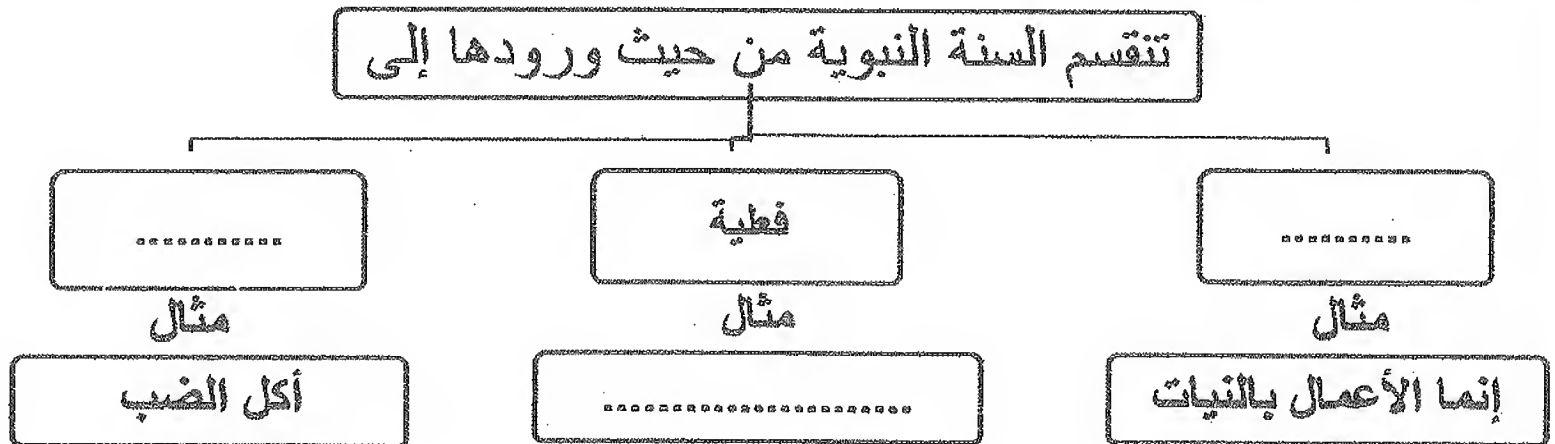 تنقسم السنة النبوية من حيث ورودها إلى
.......... فعلية ...........
مثال مثال مثال
إنما الأعمال بالنيات ....................... أكل الضب